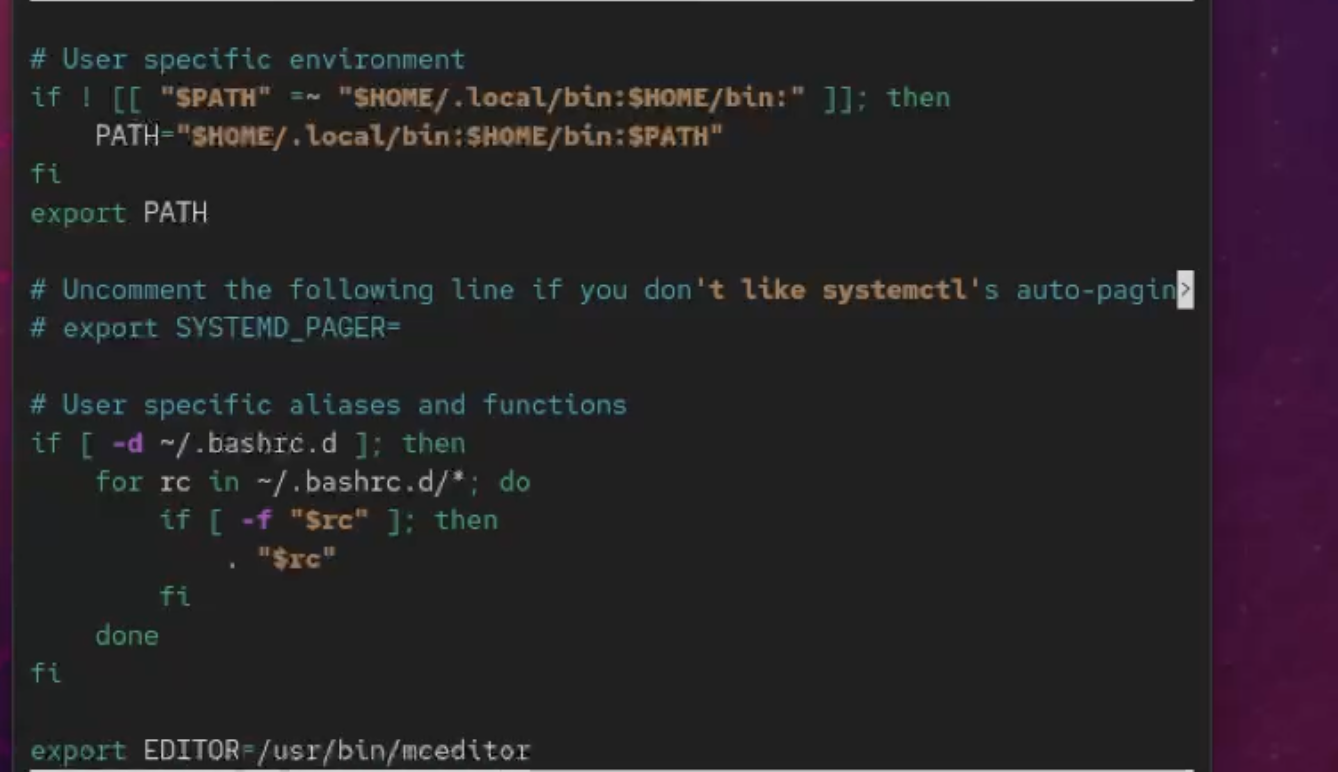 # User specific environment
if ! [[ "$PATH" =~ "$HOME/.local/bin:$HOME/bin:" ]]; then
    PATH="$HOME/.local/bin:$HOME/bin:$PATH"
fi
export PATH

# Uncomment the following line if you don't like systemctl's auto-pagin>
# export SYSTEMD_PAGER=

# User specific aliases and functions
if [ -d ~/.bashrc.d ]; then
    for rc in ~/.bashrc.d/*; do
        if [ -f "$rc" ]; then
            . "$rc"
        fi
    done
fi

export EDITOR=/usr/bin/mceditor